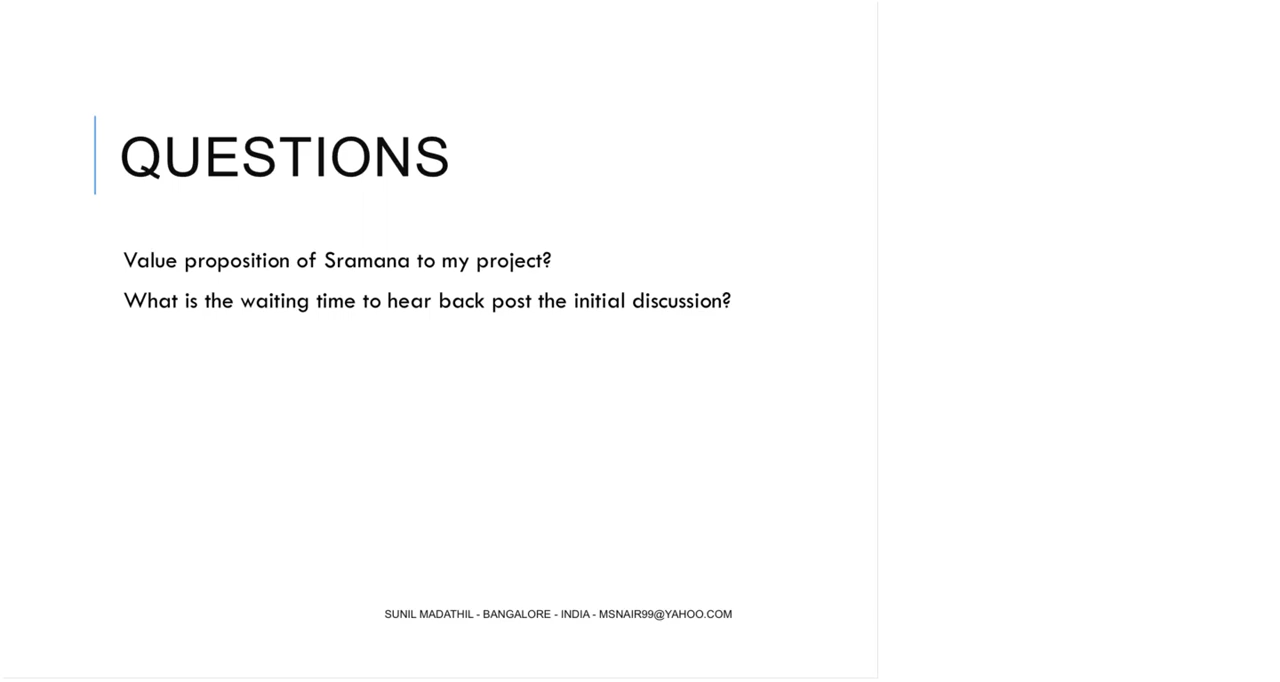 QUESTIONS
Value proposition of Sramana to my project?
What is the waiting time to hear back post the initial discussion?
SUNIL MADATHIL - BANGALORE - INDIA - MSNAIR99@YAHOO.COM